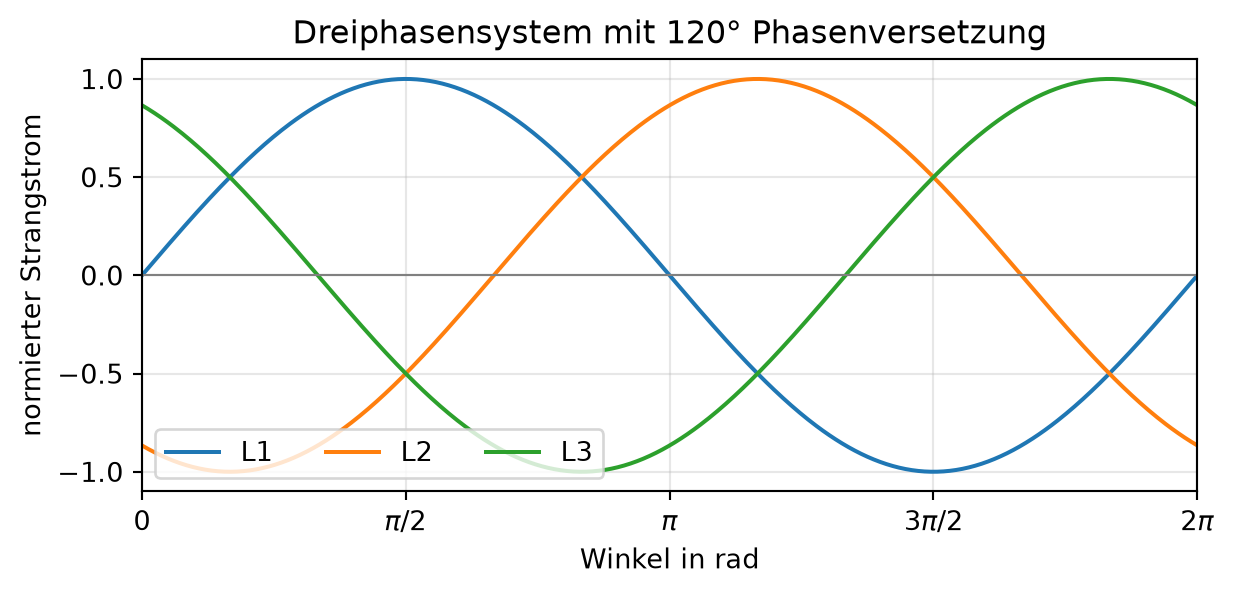 Dreiphasensystem mit 120° Phasenversetzung
normierter Strangstrom
1.0
0.5
0.0
−0.5
−1.0
L1 L2 L3
0 π/2 π 3π/2 2π
Winkel in rad